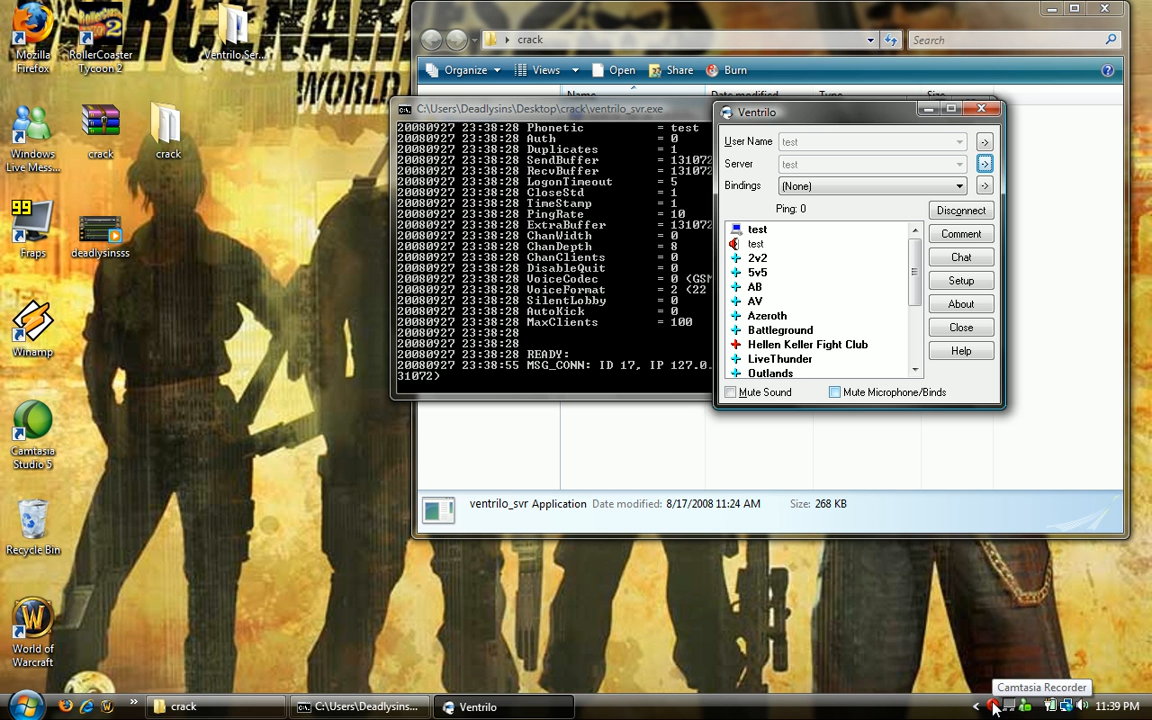 WORLD
Mozilla
Firefox
RollerCoaster
Tycoon 2
Ventrilo Ser...
Windows
Live Mess...
crack
crack
99
Fraps
deadlysinsss
Winamp
Camtasia
Studio 5
Recycle Bin
World of
Warcraft
crack
Search
Organize
Views
Open
Share
Burn
Name
Date modified
Type
Size
C:\Users\Deadlysins\Desktop\crack\ventrilo_svr.exe
20080927 23:38:28 Phonetic = test
20080927 23:38:28 Auth = 0
20080927 23:38:28 Duplicates = 1
20080927 23:38:28 SendBuffer = 131072
20080927 23:38:28 RecvBuffer = 131072
20080927 23:38:28 LogonTimeout = 5
20080927 23:38:28 CloseStd = 1
20080927 23:38:28 TimeStamp = 1
20080927 23:38:28 PingRate = 10
20080927 23:38:28 ExtraBuffer = 131072
20080927 23:38:28 ChanWidth = 0
20080927 23:38:28 ChanDepth = 8
20080927 23:38:28 ChanClients = 0
20080927 23:38:28 DisableQuit = 0
20080927 23:38:28 VoiceCodec = 0 (GSM
20080927 23:38:28 VoiceFormat = 2 (22
20080927 23:38:28 SilentLobby = 0
20080927 23:38:28 AutoKick = 0
20080927 23:38:28 MaxClients = 100
20080927 23:38:28
20080927 23:38:28
20080927 23:38:28 READY:
20080927 23:38:55 MSG_CONN: ID 17, IP 127.0.
31072)
Ventrilo
User Name
test
Server
test
Bindings
(None)
Ping: 0
Disconnect
Comment
Chat
Setup
About
Close
Help
test
test
2v2
5v5
AB
AV
Azeroth
Battleground
Hellen Keller Fight Club
LiveThunder
Outlands
Mute Sound
Mute Microphone/Binds
ventrilo_svr Application
Date modified: 8/17/2008 11:24 AM
Size: 268 KB
Camtasia Recorder
crack
C:\Users\Deadlysins...
Ventrilo
11:39 PM